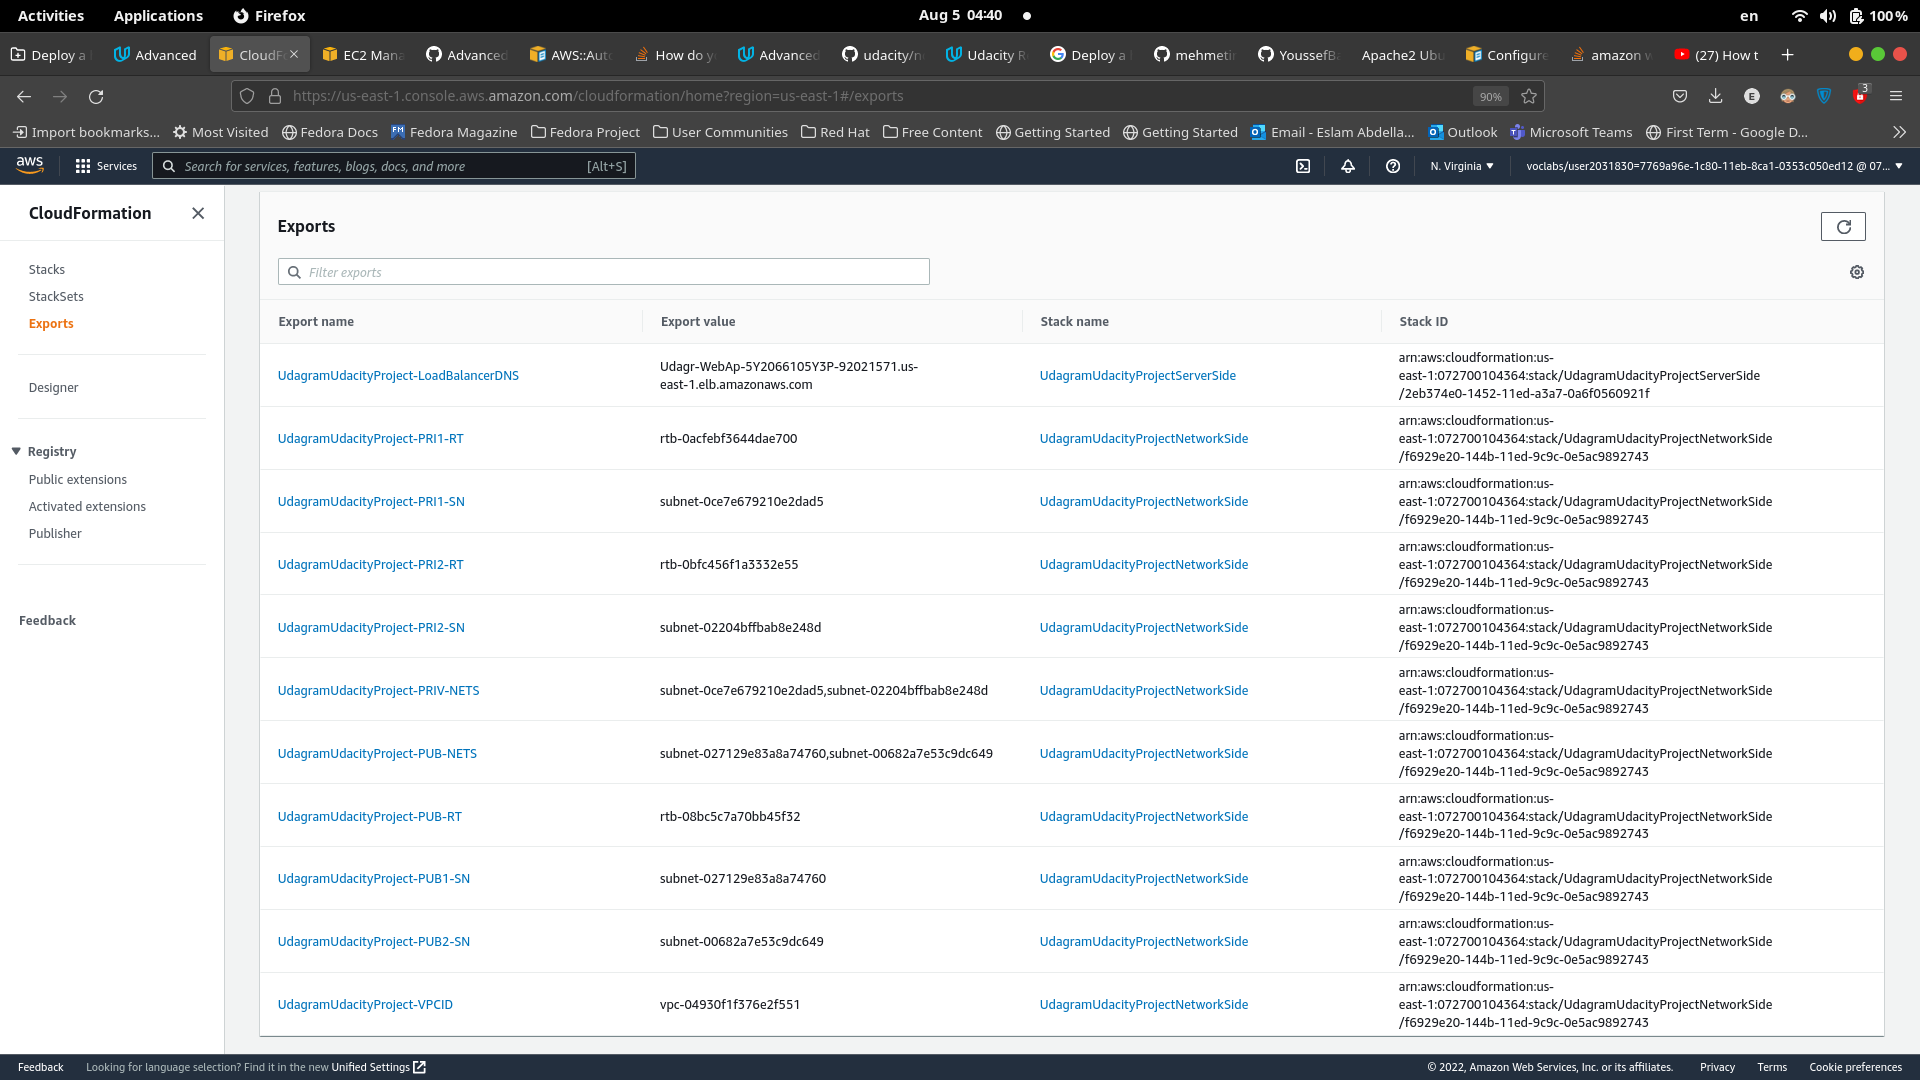 Activities Applications Firefox Aug 5 04:40 en 100%
Deploy a Advanced CloudF EC2 Mana Advanced AWS::Auto How do y Advanced udacity/n Udacity R Deploy a mehmeti YoussefBa Apache2 Ubu Configure amazon w (27) How t
https://us-east-1.console.aws.amazon.com/cloudformation/home?region=us-east-1#/exports 90% E 3
Import bookmarks... Most Visited Fedora Docs FM Fedora Magazine Fedora Project User Communities Red Hat Free Content Getting Started Getting Started Email - Eslam Abdella... Outlook Microsoft Teams First Term - Google D...
aws Services Search for services, features, blogs, docs, and more [Alt+S] N. Virginia voclabs/user2031830=7769a96e-1c80-11eb-8ca1-0353c050ed12 @ 07...
CloudFormation
Stacks
StackSets
Exports
Designer
Registry
Public extensions
Activated extensions
Publisher
Feedback
Exports
Filter exports
Export name Export value Stack name Stack ID
UdagramUdacityProject-LoadBalancerDNS Udagr-WebAp-5Y2066105Y3P-92021571.us- UdagramUdacityProjectServerSide arn:aws:cloudformation:us-
east-1.elb.amazonaws.com east-1:072700104364:stack/UdagramUdacityProjectServerSide
/2eb374e0-1452-11ed-a3a7-0a6f0560921f
UdagramUdacityProject-PRI1-RT rtb-0acfebf3644dae700 UdagramUdacityProjectNetworkSide arn:aws:cloudformation:us-
east-1:072700104364:stack/UdagramUdacityProjectNetworkSide
/f6929e20-144b-11ed-9c9c-0e5ac9892743
UdagramUdacityProject-PRI1-SN subnet-0ce7e679210e2dad5 UdagramUdacityProjectNetworkSide arn:aws:cloudformation:us-
east-1:072700104364:stack/UdagramUdacityProjectNetworkSide
/f6929e20-144b-11ed-9c9c-0e5ac9892743
UdagramUdacityProject-PRI2-RT rtb-0bfc456f1a3332e55 UdagramUdacityProjectNetworkSide arn:aws:cloudformation:us-
east-1:072700104364:stack/UdagramUdacityProjectNetworkSide
/f6929e20-144b-11ed-9c9c-0e5ac9892743
UdagramUdacityProject-PRI2-SN subnet-02204bffbab8e248d UdagramUdacityProjectNetworkSide arn:aws:cloudformation:us-
east-1:072700104364:stack/UdagramUdacityProjectNetworkSide
/f6929e20-144b-11ed-9c9c-0e5ac9892743
UdagramUdacityProject-PRIV-NETS subnet-0ce7e679210e2dad5,subnet-02204bffbab8e248d UdagramUdacityProjectNetworkSide arn:aws:cloudformation:us-
east-1:072700104364:stack/UdagramUdacityProjectNetworkSide
/f6929e20-144b-11ed-9c9c-0e5ac9892743
UdagramUdacityProject-PUB-NETS subnet-027129e83a8a74760,subnet-00682a7e53c9dc649 UdagramUdacityProjectNetworkSide arn:aws:cloudformation:us-
east-1:072700104364:stack/UdagramUdacityProjectNetworkSide
/f6929e20-144b-11ed-9c9c-0e5ac9892743
UdagramUdacityProject-PUB-RT rtb-08bc5c7a70bb45f32 UdagramUdacityProjectNetworkSide arn:aws:cloudformation:us-
east-1:072700104364:stack/UdagramUdacityProjectNetworkSide
/f6929e20-144b-11ed-9c9c-0e5ac9892743
UdagramUdacityProject-PUB1-SN subnet-027129e83a8a74760 UdagramUdacityProjectNetworkSide arn:aws:cloudformation:us-
east-1:072700104364:stack/UdagramUdacityProjectNetworkSide
/f6929e20-144b-11ed-9c9c-0e5ac9892743
UdagramUdacityProject-PUB2-SN subnet-00682a7e53c9dc649 UdagramUdacityProjectNetworkSide arn:aws:cloudformation:us-
east-1:072700104364:stack/UdagramUdacityProjectNetworkSide
/f6929e20-144b-11ed-9c9c-0e5ac9892743
UdagramUdacityProject-VPCID vpc-04930f1f376e2f551 UdagramUdacityProjectNetworkSide arn:aws:cloudformation:us-
east-1:072700104364:stack/UdagramUdacityProjectNetworkSide
/f6929e20-144b-11ed-9c9c-0e5ac9892743
Feedback Looking for language selection? Find it in the new Unified Settings © 2022, Amazon Web Services, Inc. or its affiliates. Privacy Terms Cookie preferences